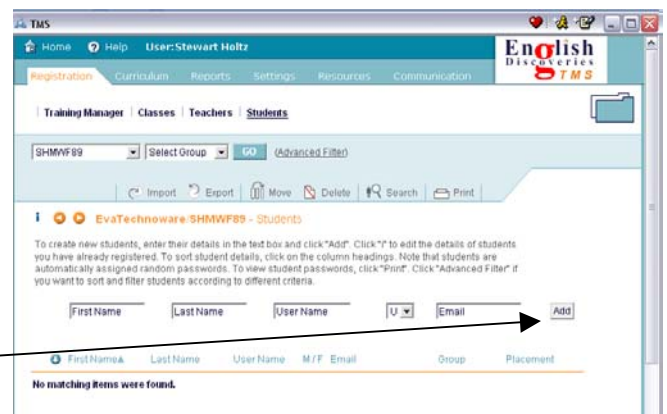 TMS
Home Help User:Stewart Holtz
English Discoveries TMS
Registration Curriculum Reports Settings Resources Communication
Training Manager | Classes | Teachers | Students
SHMWF89 Select Group GO (Advanced Filter)
Import Export Move Delete Search Print
i EvaTechnoware/SHMWF89 - Students
To create new students, enter their details in the text box and click "Add". Click "i" to edit the details of students
you have already registered. To sort student details, click on the column headings. Note that students are
automatically assigned random passwords. To view student passwords, click "Print". Click "Advanced Filter" if
you want to sort and filter students according to different criteria.
First Name Last Name User Name U Email Add
First Name Last Name User Name M / F Email Group Placement
No matching items were found.